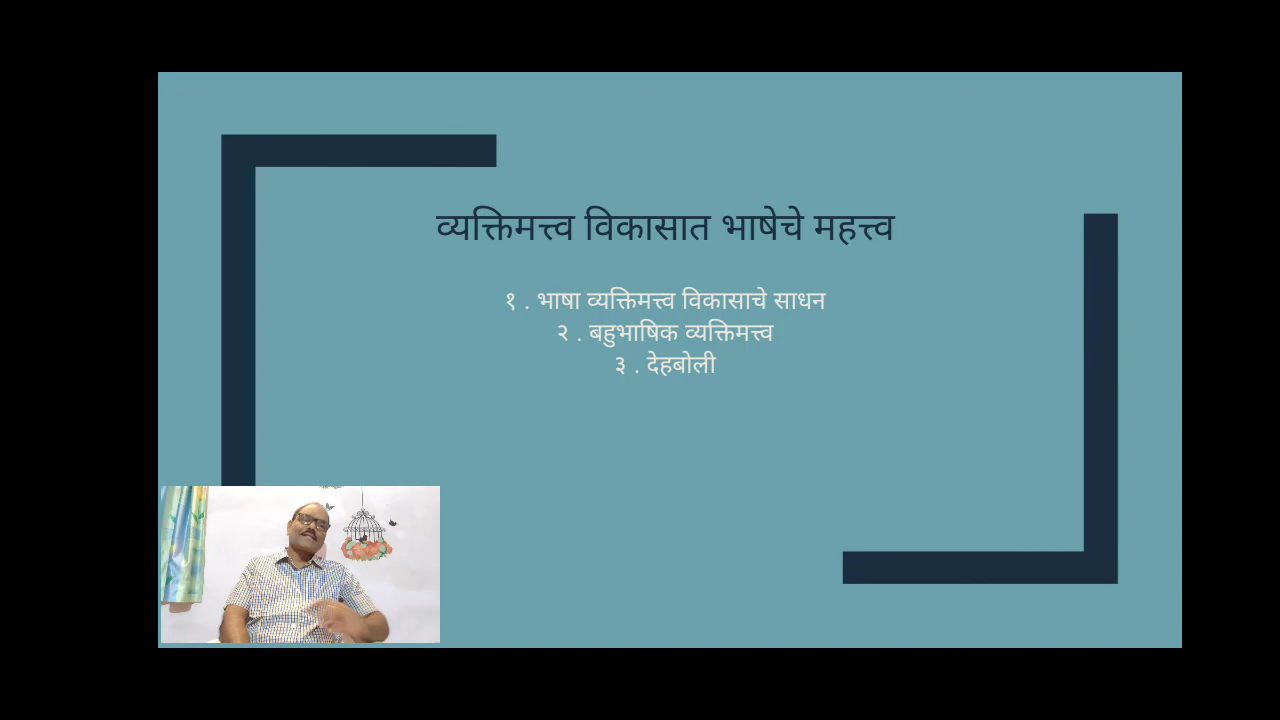 व्यक्तिमत्त्व विकासात भाषेचे महत्त्व
१ . भाषा व्यक्तिमत्त्व विकासाचे साधन
२ . बहुभाषिक व्यक्तिमत्त्व
३ . देहबोली